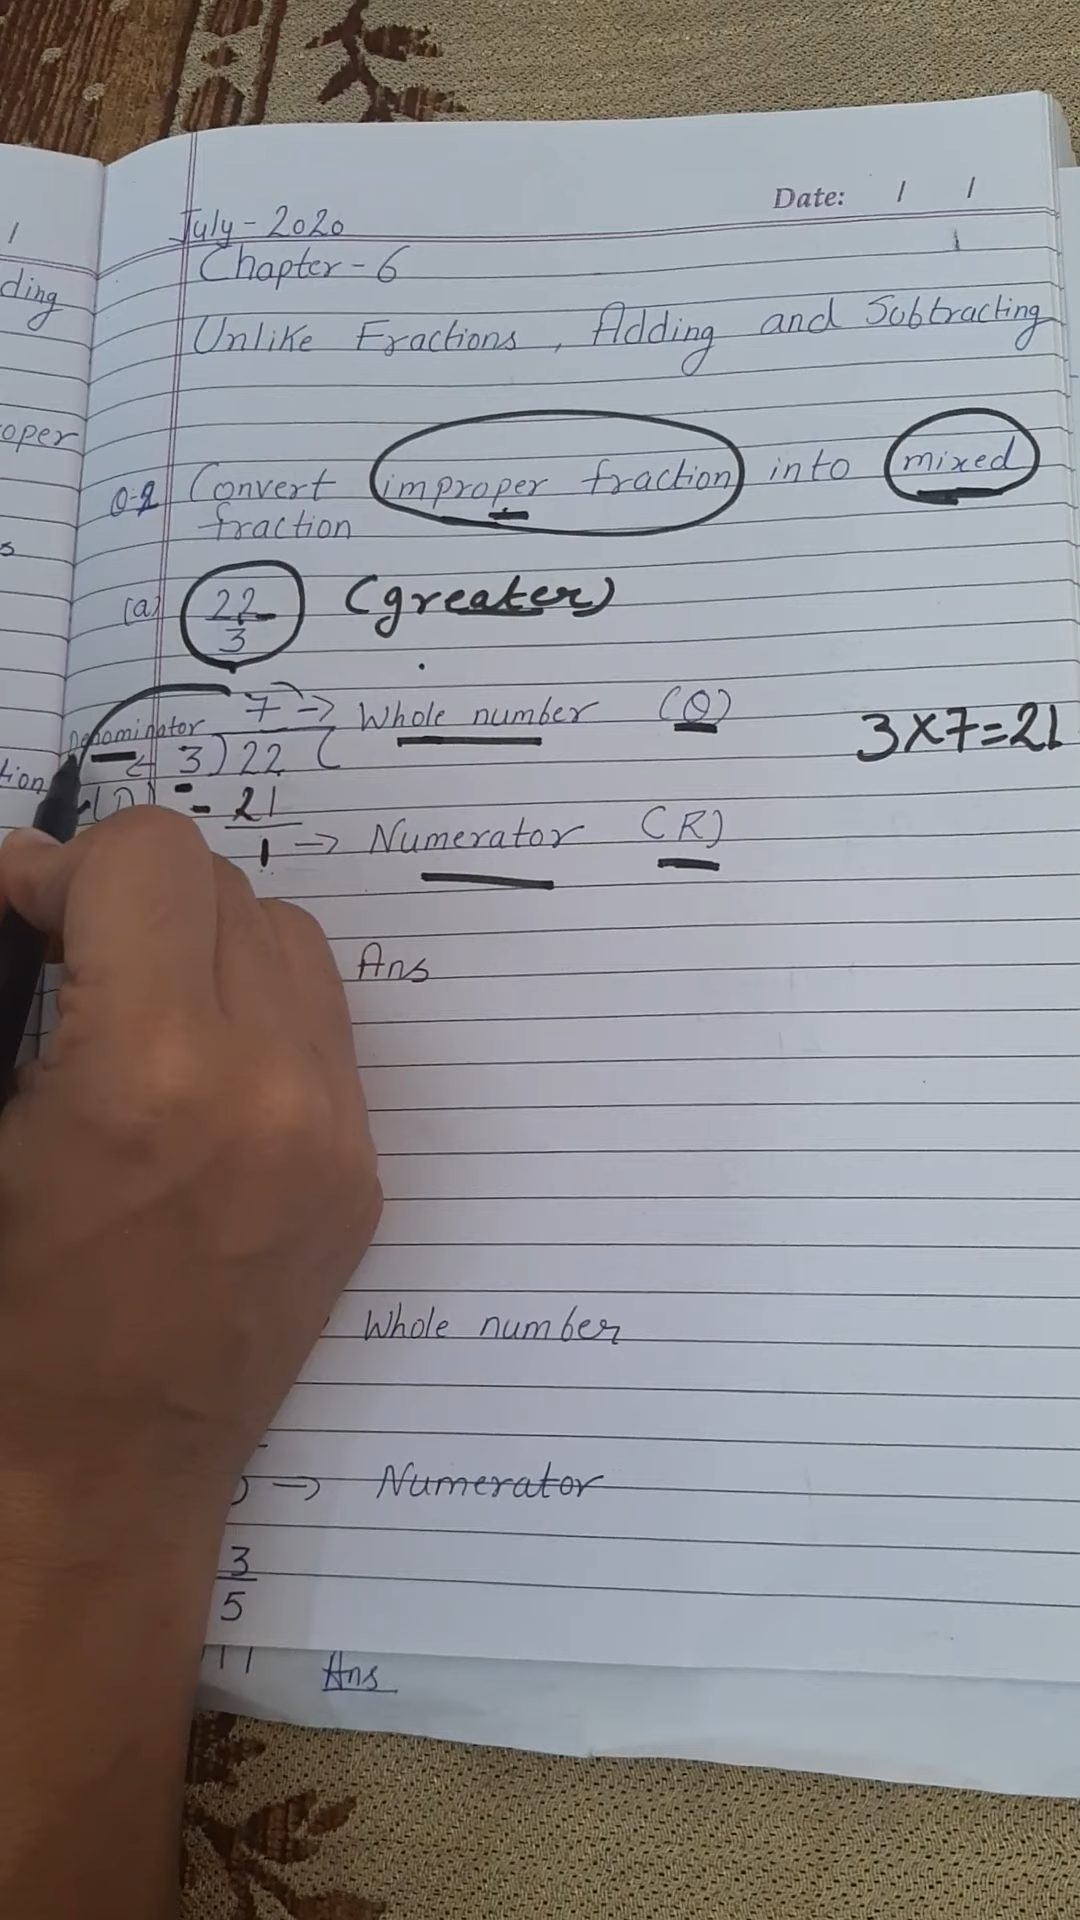 Date: / /
July-2020
Chapter-6
Unlike Fractions, Adding and Subtracting
Q-2 Convert improper fraction into mixed
fraction
(a) 22/3 (greater)
7 -> Whole number (Q)
Denominator
<- 3)22(
3x7=21
(D) - 21
1 -> Numerator (R)
Ans
Whole number
-> Numerator
3
5
Ans
ding
oper
s
tion